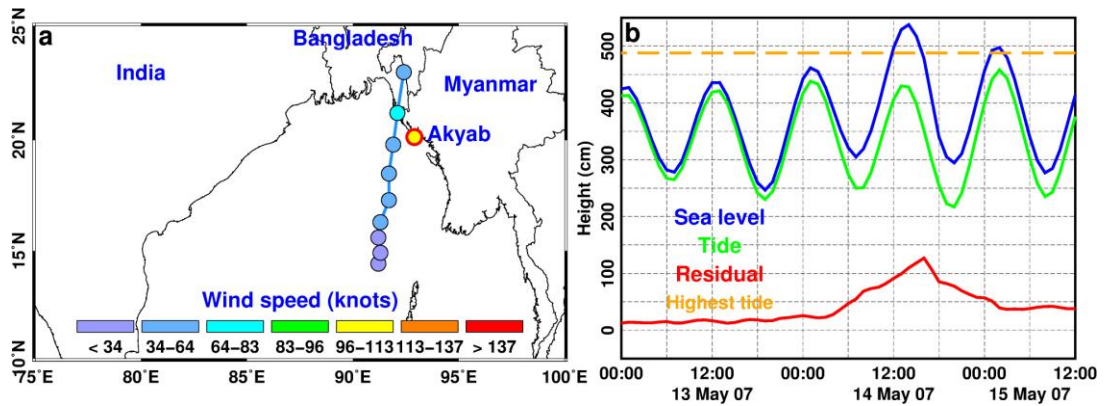 a
India
Bangladesh
Myanmar
Akyab
Wind speed (knots)
< 34
34–64
64–83
83–96
96–113
113–137
> 137
25°N
20°N
15°N
10°N
75°E
80°E
85°E
90°E
95°E
100°E
b
Height (cm)
500
400
300
200
100
0
Sea level
Tide
Residual
Highest tide
00:00
12:00
00:00
12:00
00:00
12:00
13 May 07
14 May 07
15 May 07